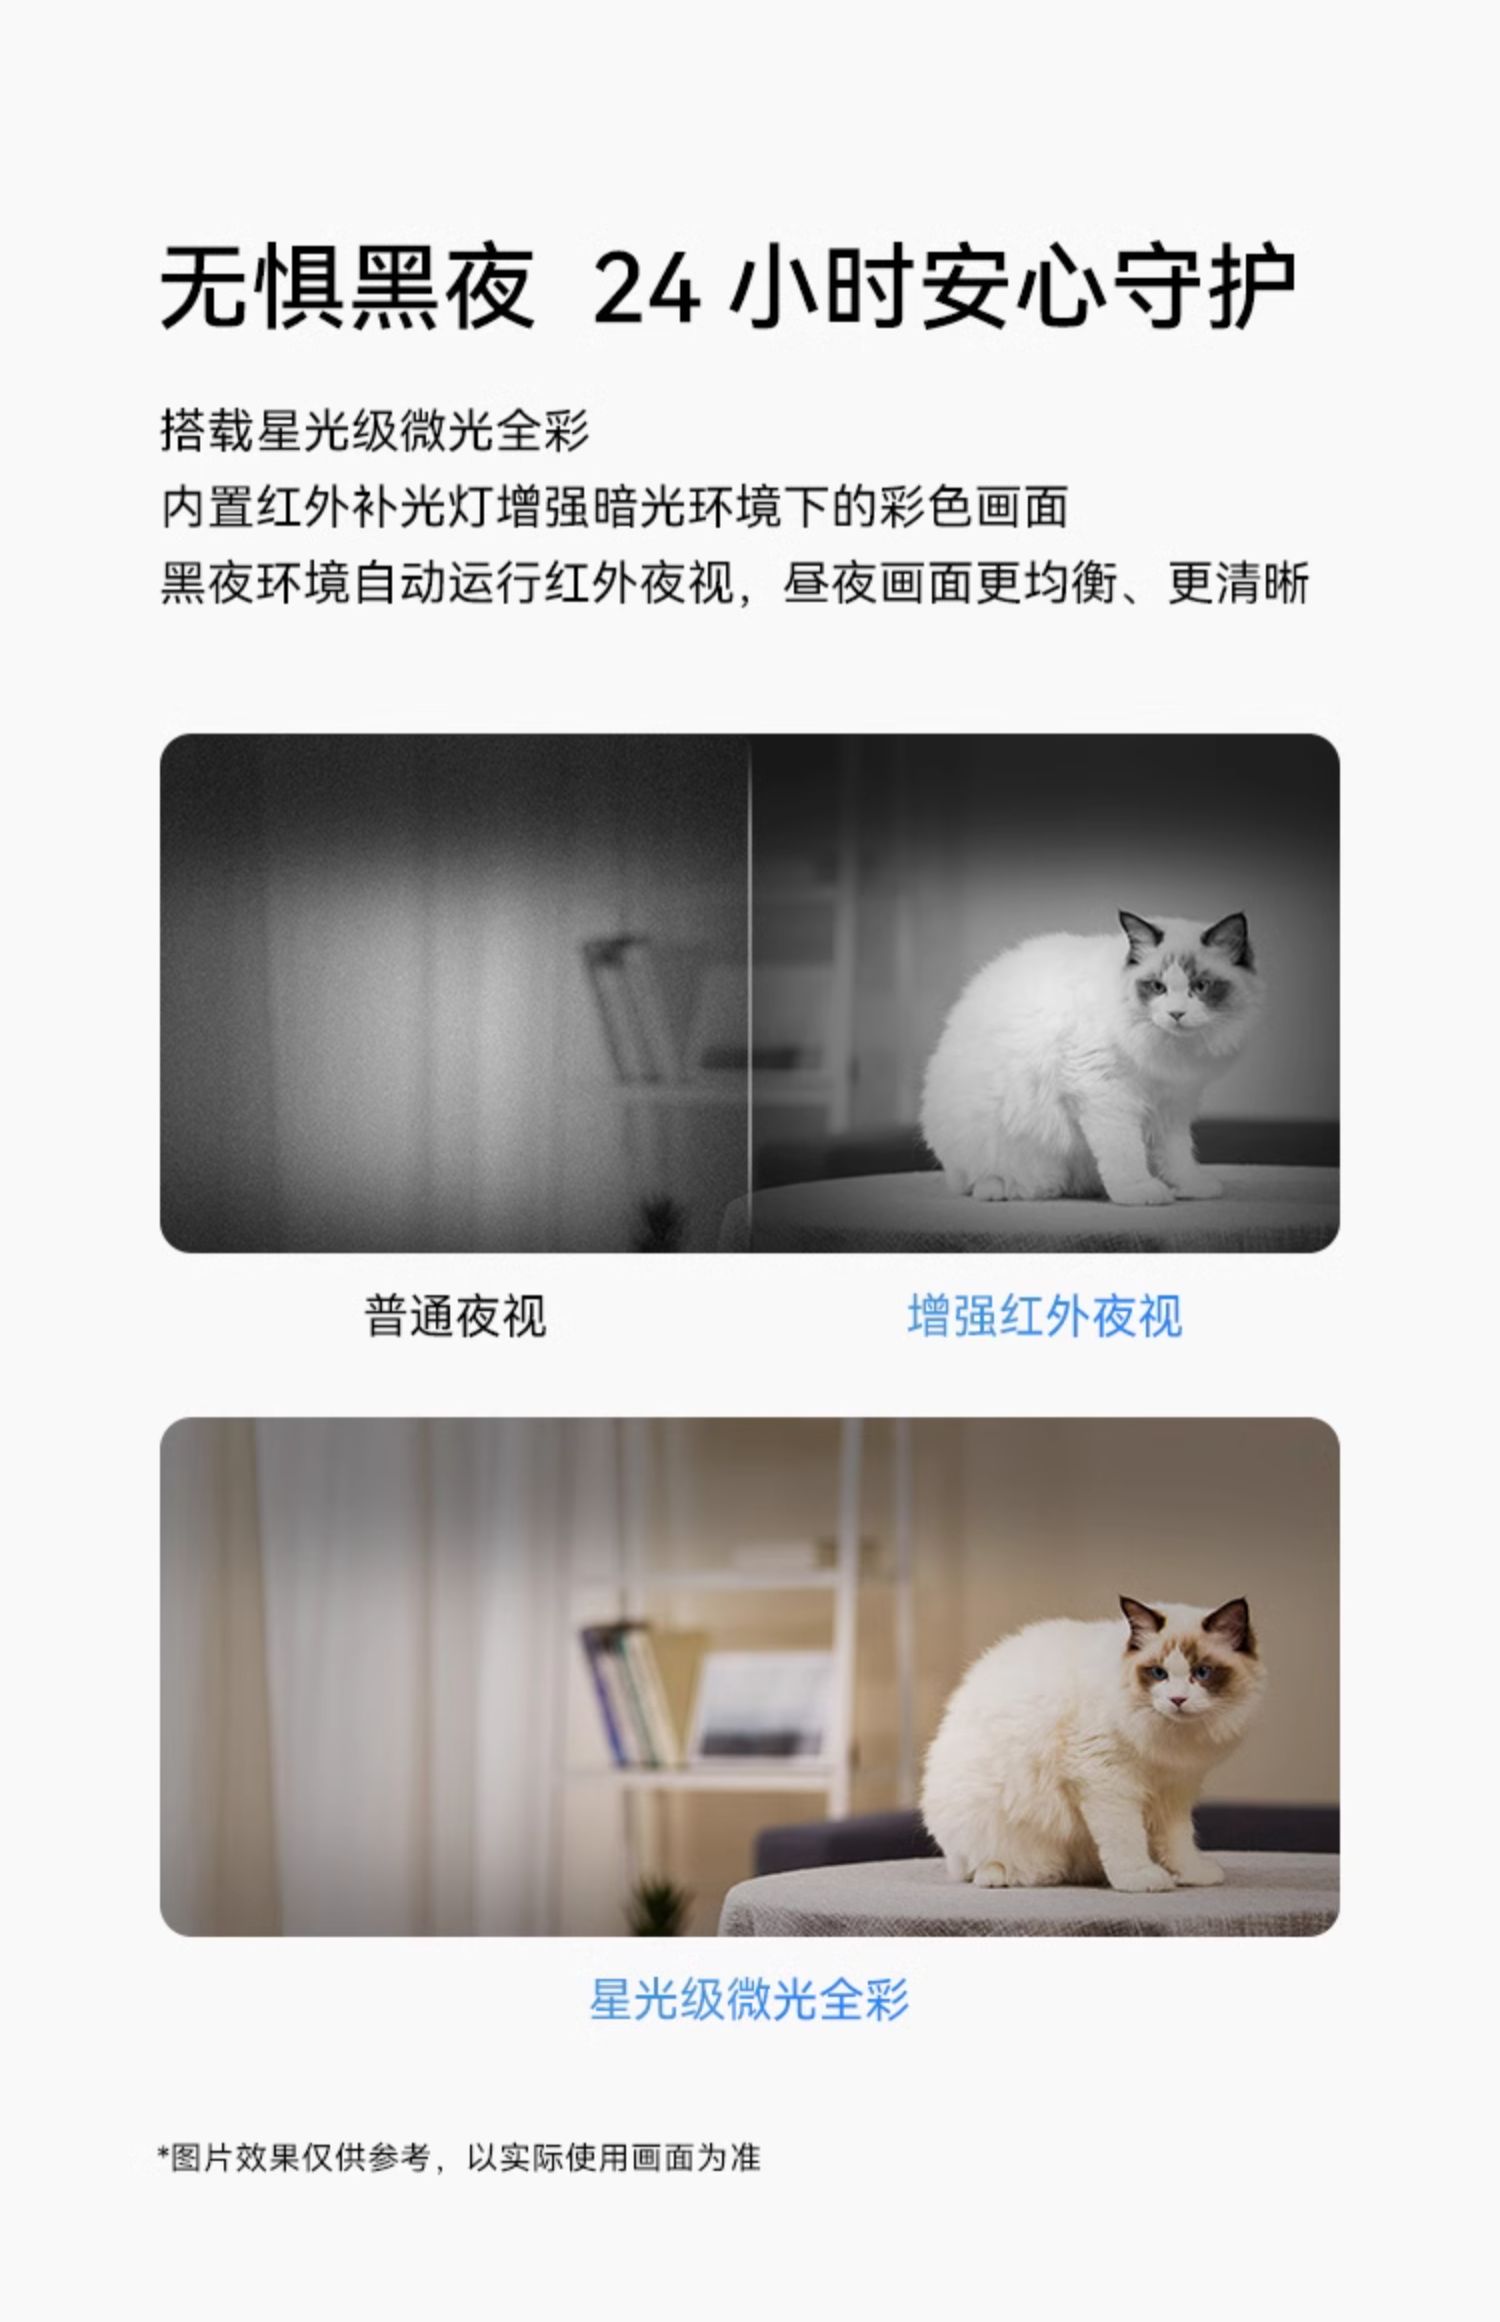 无惧黑夜 24 小时安心守护
搭载星光级微光全彩
内置红外补光灯增强暗光环境下的彩色画面
黑夜环境自动运行红外夜视，昼夜画面更均衡、更清晰
普通夜视
增强红外夜视
星光级微光全彩
*图片效果仅供参考，以实际使用画面为准